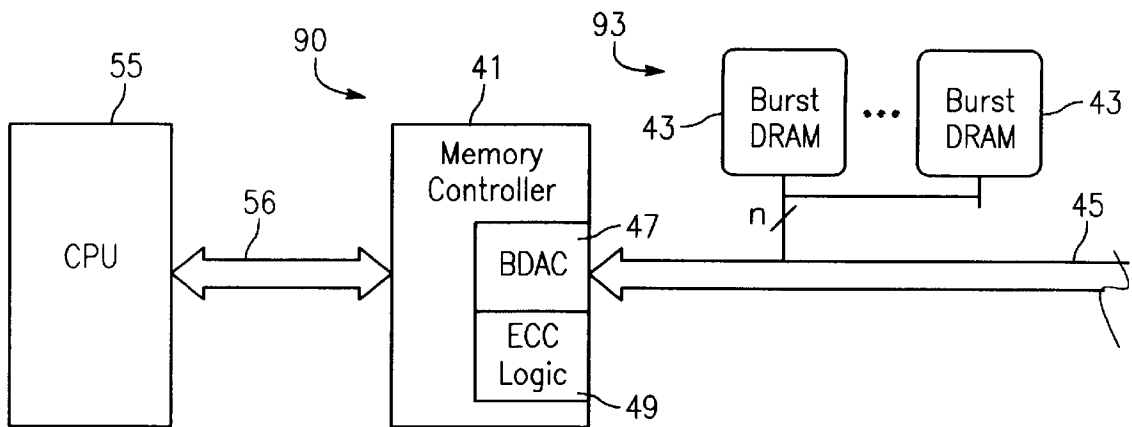 90
93
55
41
Burst
DRAM
...
Burst
DRAM
43
43
Memory
Controller
56
n
45
47
CPU
BDAC
ECC
Logic
49